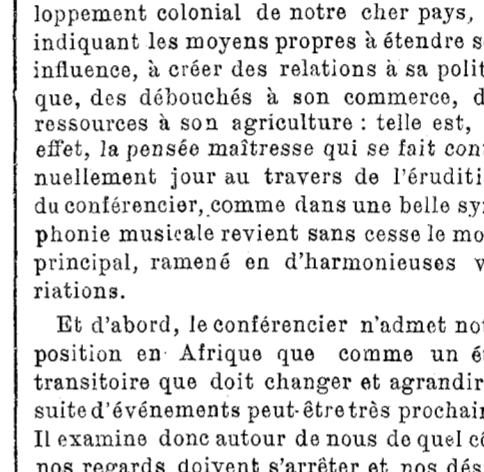 loppement colonial de notre cher pays,
indiquant les moyens propres à étendre s
influence, à créer des relations à sa polit
que, des débouchés à son commerce, d
ressources à son agriculture : telle est,
effet, la pensée maîtresse qui se fait con
nuellement jour au travers de l'éruditi
du conférencier, comme dans une belle sy
phonie musicale revient sans cesse le mo
principal, ramené en d'harmonieuses v
riations.
Et d'abord, le conférencier n'admet no
position en Afrique que comme un é
transitoire que doit changer et agrandir
suite d'événements peut-être très prochai
Il examine donc autour de nous de quel c
nos regards doivent s'arrêter et nos dés